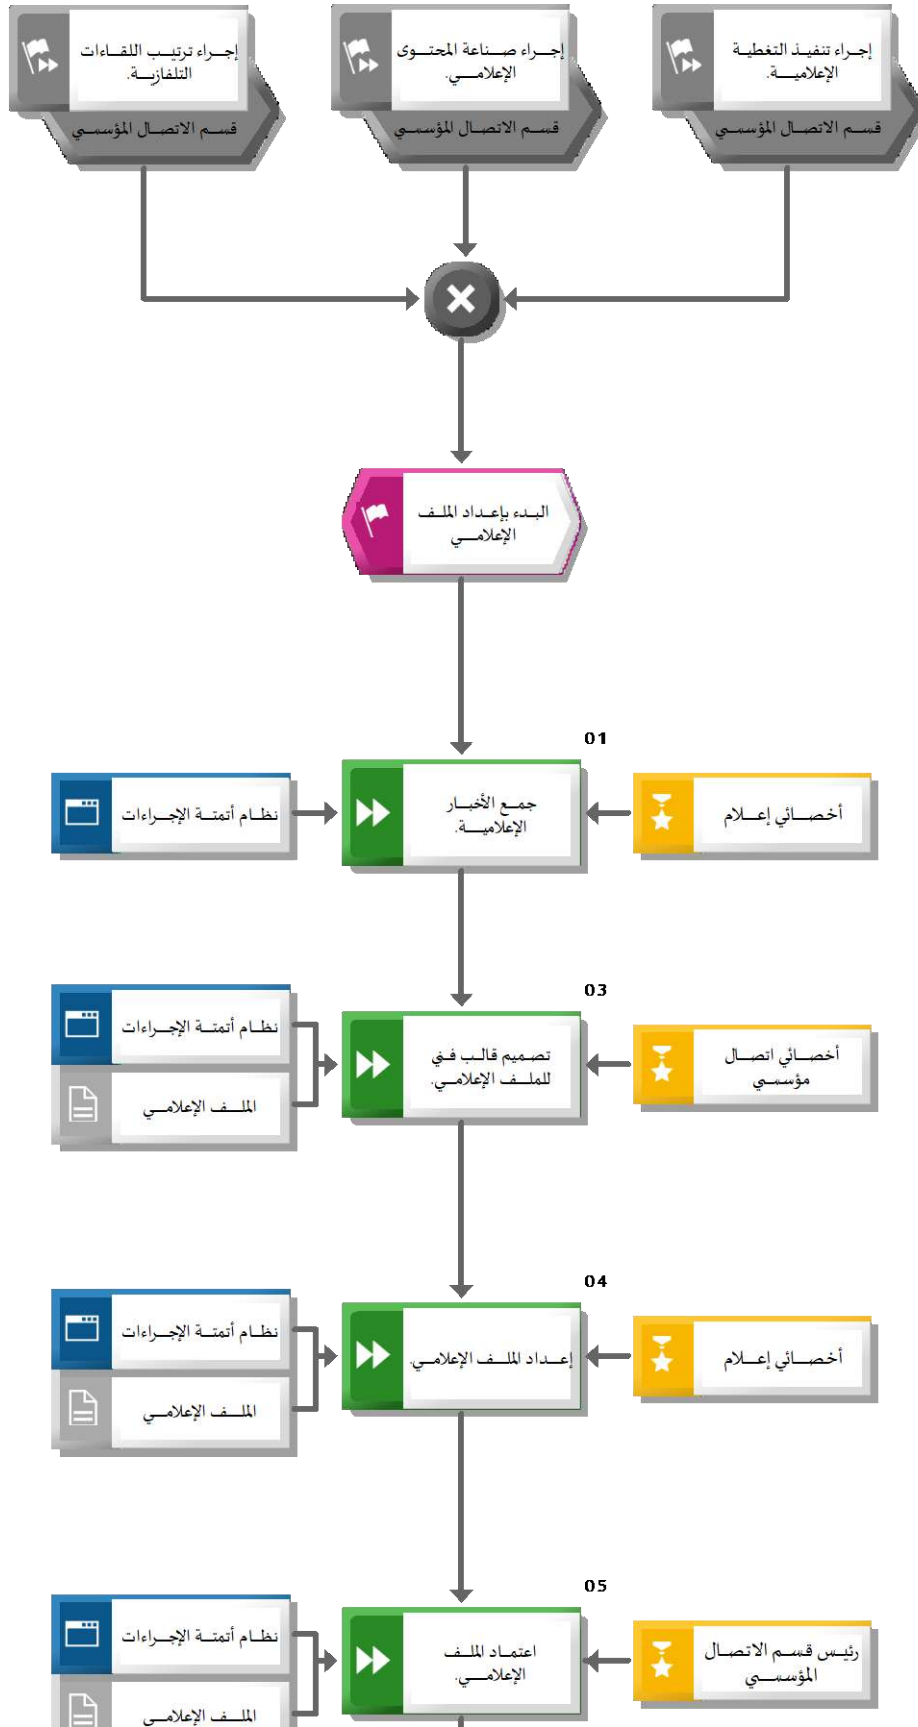 إجراء تنفيذ التغطية
الإعلامية.
قسم الاتصال المؤسسي
إجراء صناعة المحتوى
الإعلامي.
قسم الاتصال المؤسسي
إجراء ترتيب اللقاءات
التلفازية.
قسم الاتصال المؤسسي
البدء بإعداد الملف
الإعلامي
01
أخصائي إعلام
جمع الأخبار
الإعلامية.
نظام أتمتة الإجراءات
03
أخصائي اتصال
مؤسسي
تصميم قالب فني
للملف الإعلامي.
نظام أتمتة الإجراءات
الملف الإعلامي
04
أخصائي إعلام
إعداد الملف الإعلامي.
نظام أتمتة الإجراءات
الملف الإعلامي
05
رئيس قسم الاتصال
المؤسسي
اعتماد الملف
الإعلامي.
نظام أتمتة الإجراءات
الملف الإعلامي